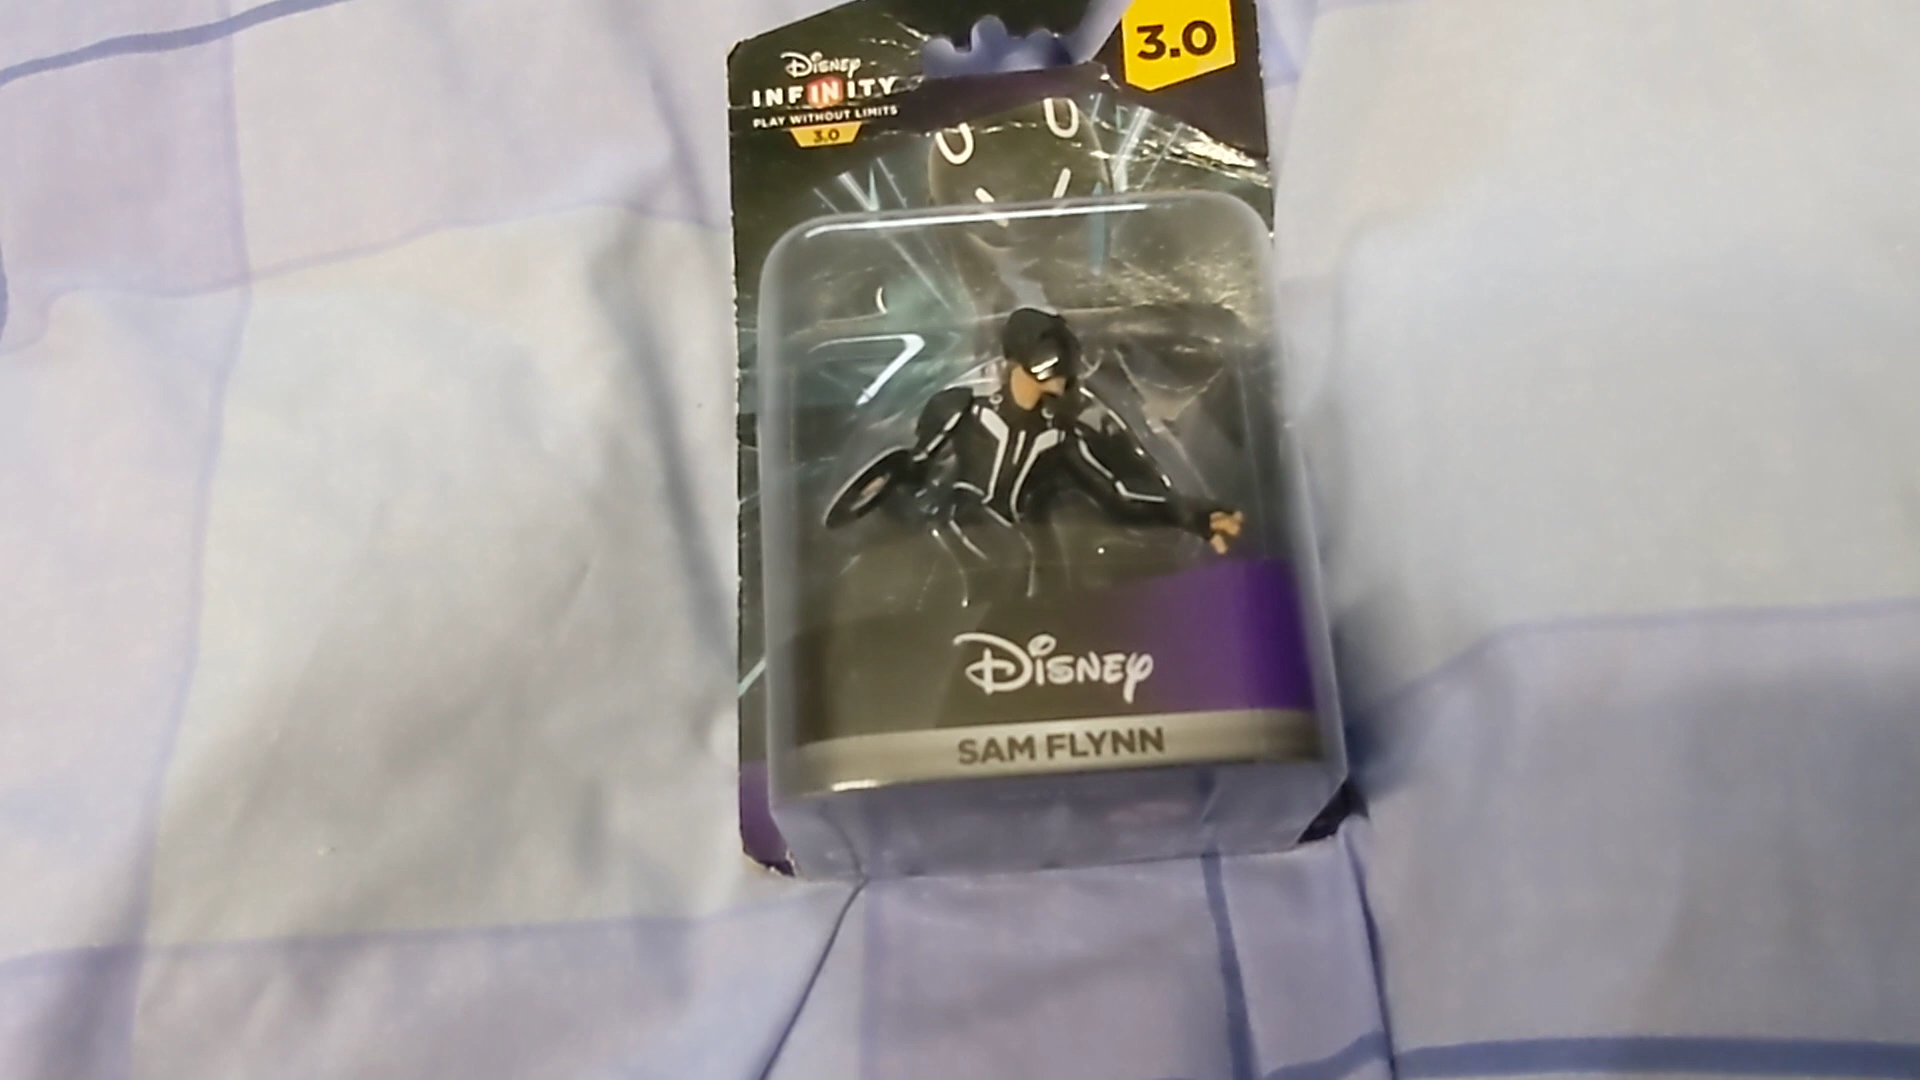 3.0
Disney
INFINITY
PLAY WITHOUT LIMITS
3.0
Disney
SAM FLYNN